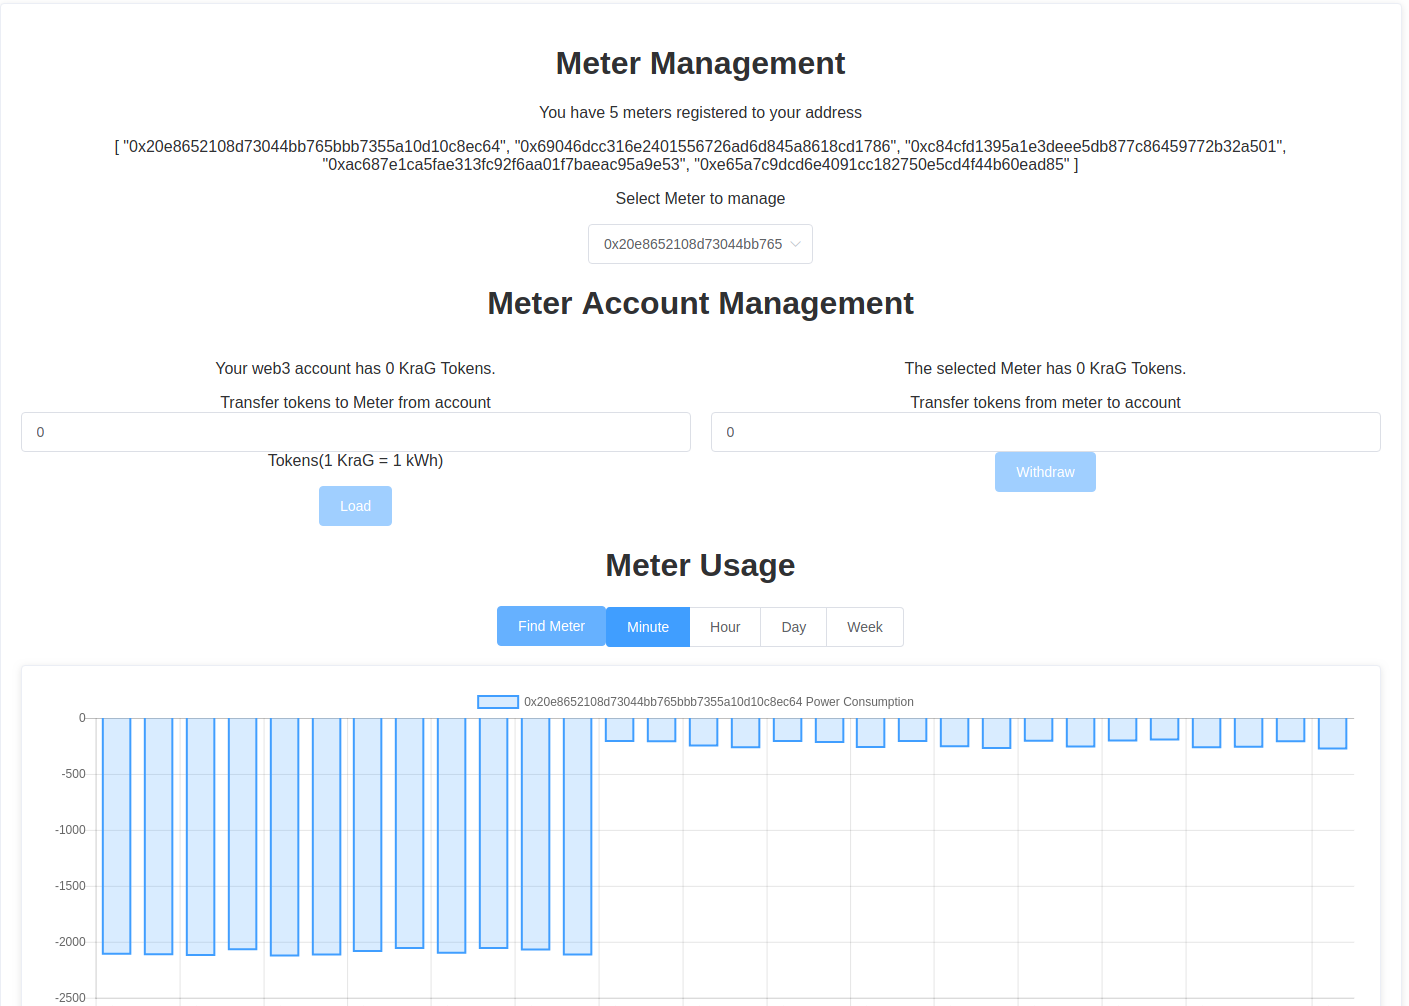 Meter Management
You have 5 meters registered to your address
[ "0x20e8652108d73044bb765bbb7355a10d10c8ec64", "0x69046dcc316e2401556726ad6d845a8618cd1786", "0xc84cfd1395a1e3deee5db877c86459772b32a501",
"0xac687e1ca5fae313fc92f6aa01f7baeac95a9e53", "0xe65a7c9dcd6e4091cc182750e5cd4f44b60ead85" ]
Select Meter to manage
0x20e8652108d73044bb765
Meter Account Management
Your web3 account has 0 KraG Tokens.
Transfer tokens to Meter from account
0
Tokens(1 KraG = 1 kWh)
Load
The selected Meter has 0 KraG Tokens.
Transfer tokens from meter to account
0
Withdraw
Meter Usage
Find Meter Minute Hour Day Week
0x20e8652108d73044bb765bbb7355a10d10c8ec64 Power Consumption
0
-500
-1000
-1500
-2000
-2500